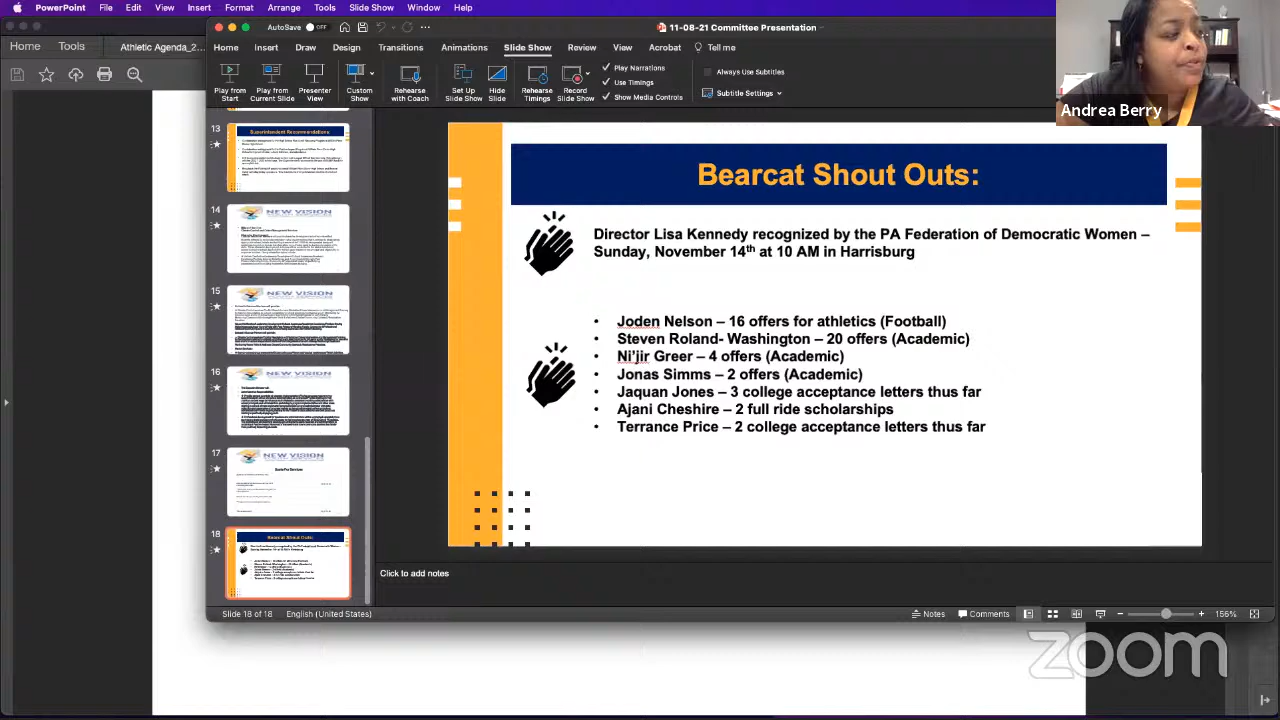 PowerPoint File Edit View Insert Format Arrange Tools Slide Show Window Help
Home Tools Athletic Agenda_2...
AutoSave OFF 11-08-21 Committee Presentation
Home Insert Draw Design Transitions Animations Slide Show Review View Acrobat Tell me
Play from Start
Play from Current Slide
Presenter View
Custom Show
Rehearse with Coach
Set Up Slide Show
Hide Slide
Rehearse Timings
Record Slide Show
Play Narrations
Use Timings
Show Media Controls
Always Use Subtitles
Subtitle Settings
Andrea Berry
13
Superintendent Recommendations
14
NEW VISION
15
NEW VISION
16
NEW VISION
17
NEW VISION
18
Bearcat Shout Outs:
Bearcat Shout Outs:
Director Lisa Kennedy recognized by the PA Federation of Democratic Women –
Sunday, November 14th at 10 AM in Harrisburg
• Joden Nelson – 16 offers for athletics (Football)
• Steven Roland- Washington – 20 offers (Academic)
• Ni'jir Greer – 4 offers (Academic)
• Jonas Simms – 2 offers (Academic)
• Jaquan Jones – 3 college acceptance letters thus far
• Ajani Cheshire – 2 full ride scholarships
• Terrance Price – 2 college acceptance letters thus far
Click to add notes
Slide 18 of 18 English (United States) Notes Comments 156%
zoom